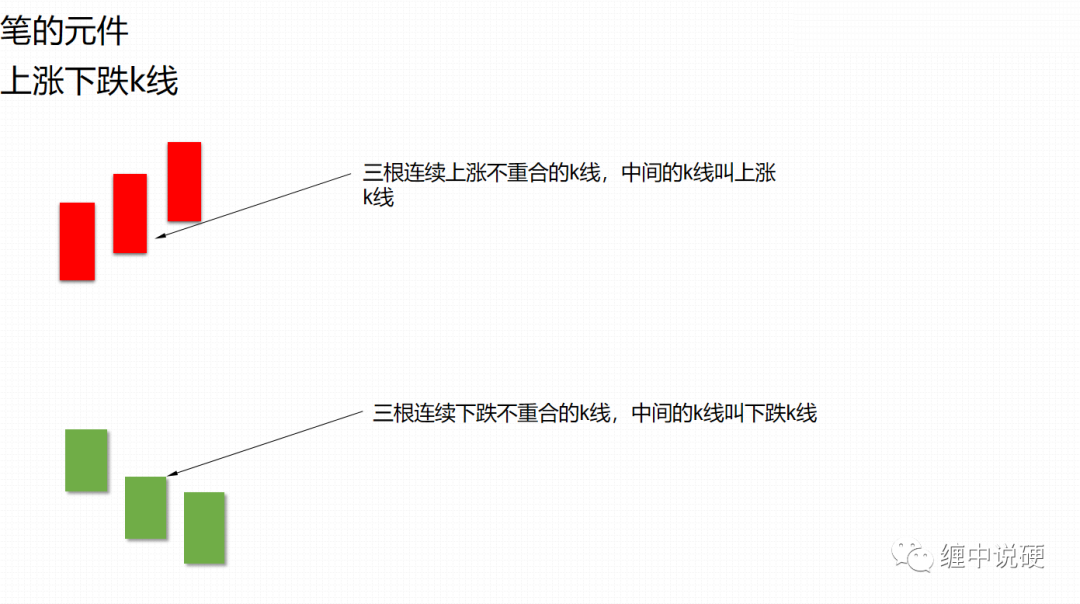 笔的元件
上涨下跌k线
三根连续上涨不重合的k线，中间的k线叫上涨
k线
三根连续下跌不重合的k线，中间的k线叫下跌k线
缠中说硬